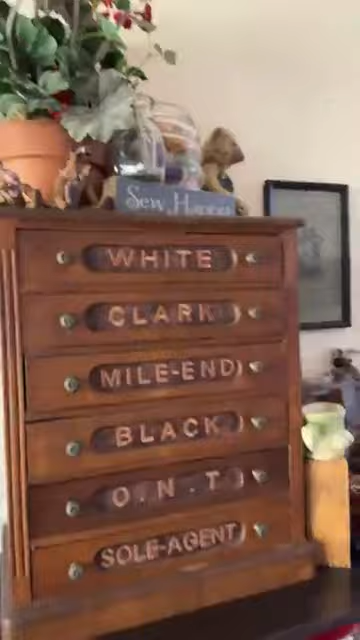 Sew Happy
WHITE
CLARK
MILE-END
BLACK
O.N.T
SOLE-AGENT